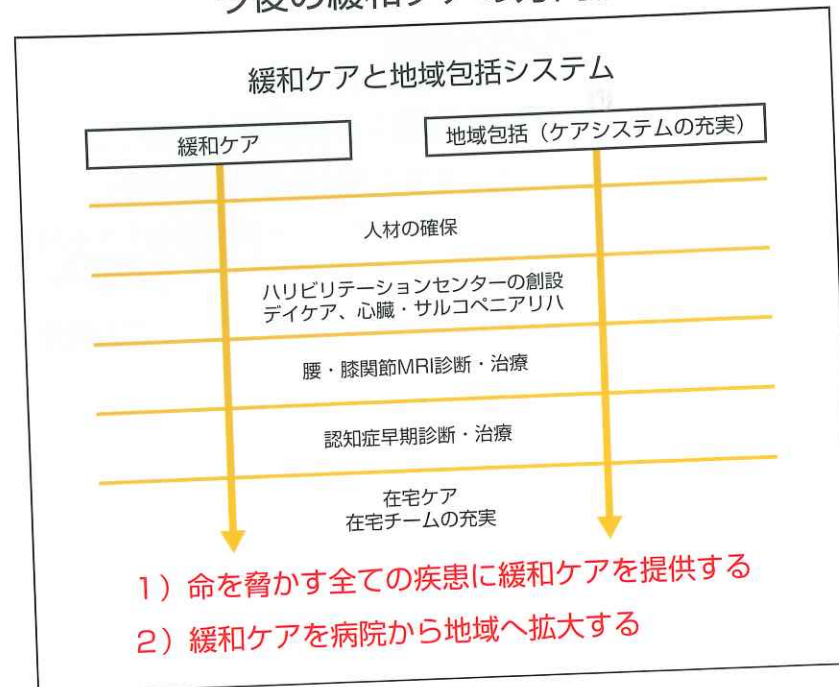 緩和ケアと地域包括システム
緩和ケア
地域包括（ケアシステムの充実）
人材の確保
ハリビリテーションセンターの創設
デイケア、心臓・サルコペニアリハ
腰・膝関節MRI診断・治療
認知症早期診断・治療
在宅ケア
在宅チームの充実
1）命を脅かす全ての疾患に緩和ケアを提供する
2）緩和ケアを病院から地域へ拡大する